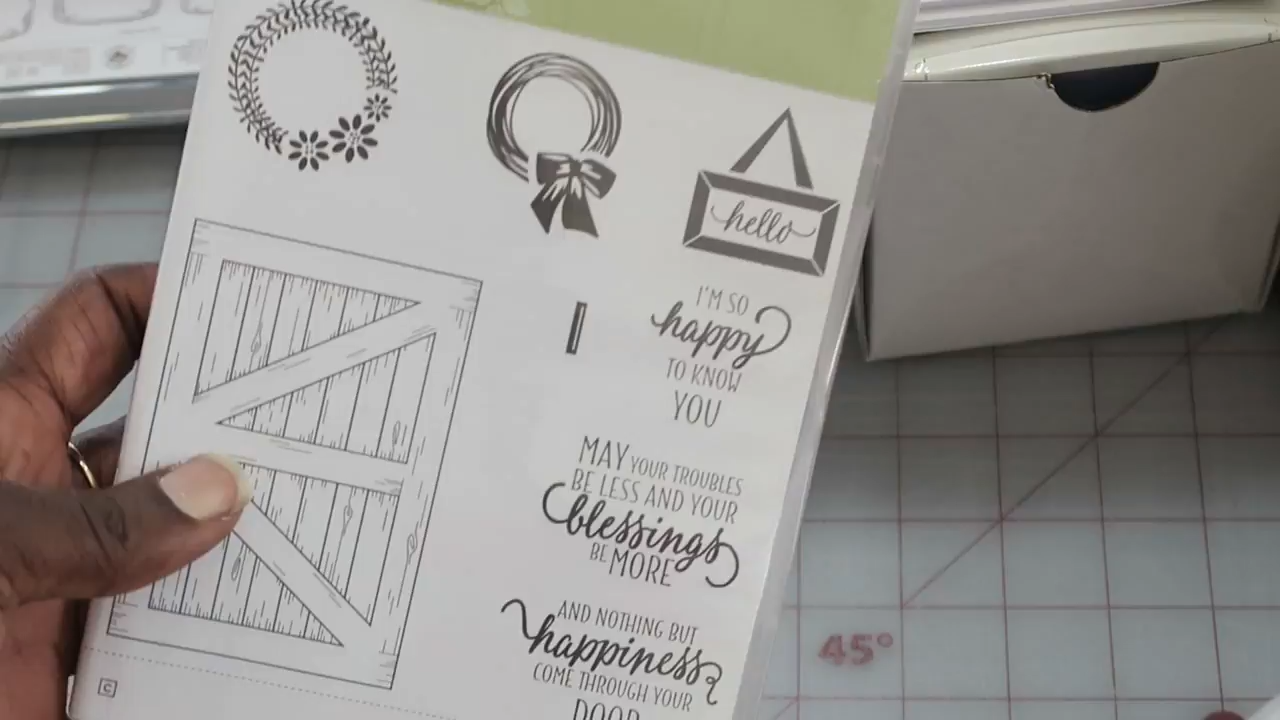 hello
I'M SO
happy
TO KNOW
YOU
MAY YOUR TROUBLES
BE LESS AND YOUR
blessings
BE MORE
AND NOTHING BUT
happiness
COME THROUGH YOUR
DOOR
C
45°